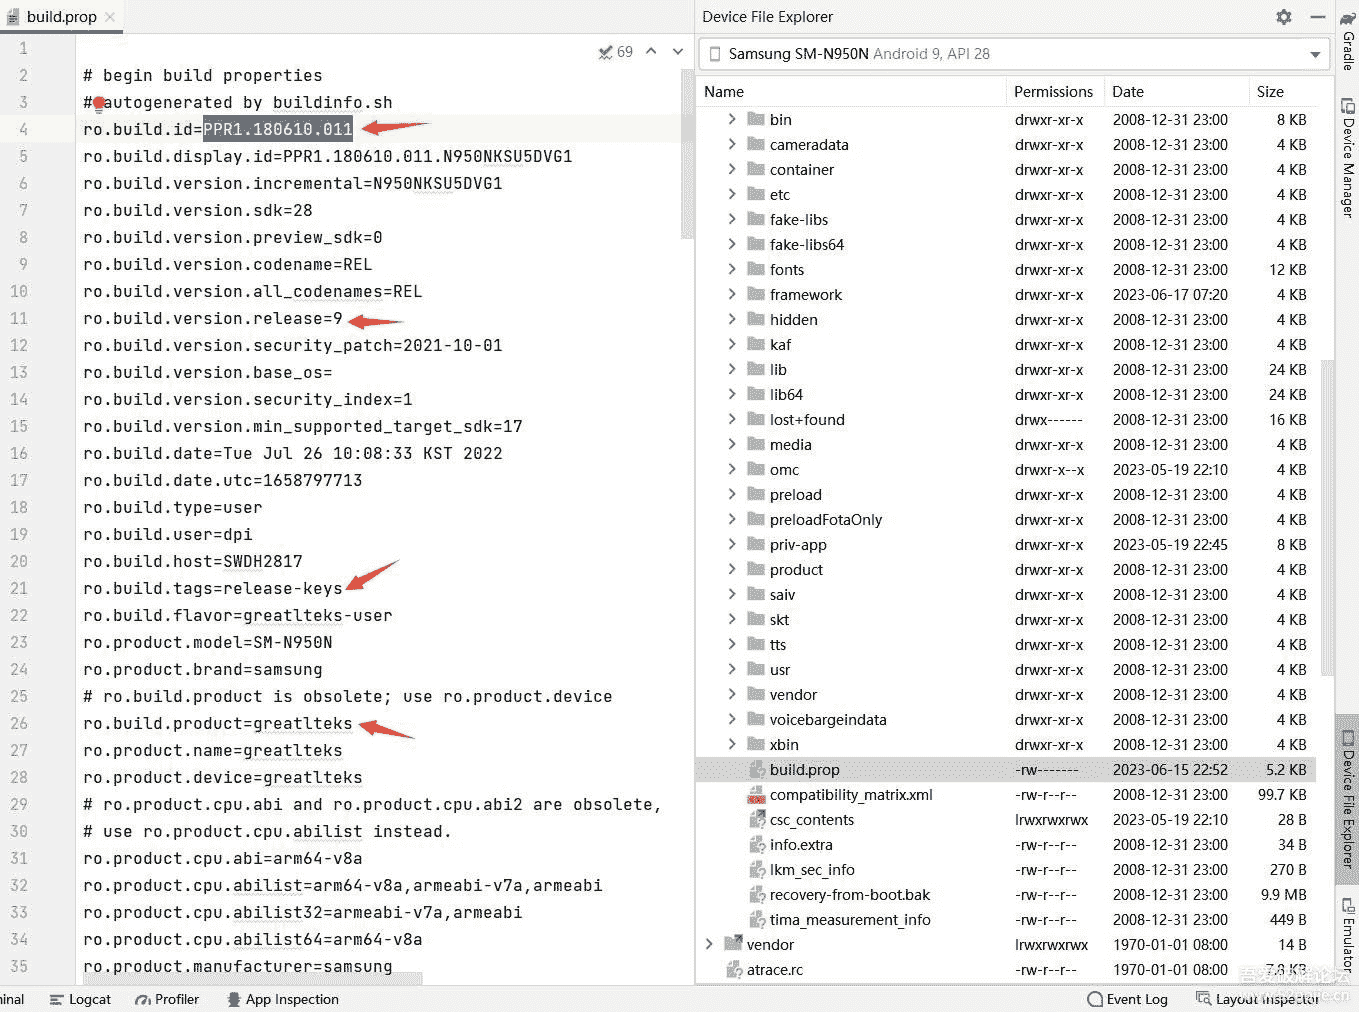 build.prop
1
69
2 # begin build properties
3 # autogenerated by buildinfo.sh
4 ro.build.id=PPR1.180610.011
5 ro.build.display.id=PPR1.180610.011.N950NKSU5DVG1
6 ro.build.version.incremental=N950NKSU5DVG1
7 ro.build.version.sdk=28
8 ro.build.version.preview_sdk=0
9 ro.build.version.codename=REL
10 ro.build.version.all_codenames=REL
11 ro.build.version.release=9
12 ro.build.version.security_patch=2021-10-01
13 ro.build.version.base_os=
14 ro.build.version.security_index=1
15 ro.build.version.min_supported_target_sdk=17
16 ro.build.date=Tue Jul 26 10:08:33 KST 2022
17 ro.build.date.utc=1658797713
18 ro.build.type=user
19 ro.build.user=dpi
20 ro.build.host=SWDH2817
21 ro.build.tags=release-keys
22 ro.build.flavor=greatlteks-user
23 ro.product.model=SM-N950N
24 ro.product.brand=samsung
25 # ro.build.product is obsolete; use ro.product.device
26 ro.build.product=greatlteks
27 ro.product.name=greatlteks
28 ro.product.device=greatlteks
29 # ro.product.cpu.abi and ro.product.cpu.abi2 are obsolete,
30 # use ro.product.cpu.abilist instead.
31 ro.product.cpu.abi=arm64-v8a
32 ro.product.cpu.abilist=arm64-v8a,armeabi-v7a,armeabi
33 ro.product.cpu.abilist32=armeabi-v7a,armeabi
34 ro.product.cpu.abilist64=arm64-v8a
35 ro.product.manufacturer=samsung
Device File Explorer
Samsung SM-N950N Android 9, API 28
Name Permissions Date Size
bin drwxr-xr-x 2008-12-31 23:00 8 KB
cameradata drwxr-xr-x 2008-12-31 23:00 4 KB
container drwxr-xr-x 2008-12-31 23:00 4 KB
etc drwxr-xr-x 2008-12-31 23:00 4 KB
fake-libs drwxr-xr-x 2008-12-31 23:00 4 KB
fake-libs64 drwxr-xr-x 2008-12-31 23:00 4 KB
fonts drwxr-xr-x 2008-12-31 23:00 12 KB
framework drwxr-xr-x 2023-06-17 07:20 4 KB
hidden drwxr-xr-x 2008-12-31 23:00 4 KB
kaf drwxr-xr-x 2008-12-31 23:00 4 KB
lib drwxr-xr-x 2008-12-31 23:00 24 KB
lib64 drwxr-xr-x 2008-12-31 23:00 24 KB
lost+found drwx------ 2008-12-31 23:00 16 KB
media drwxr-xr-x 2008-12-31 23:00 4 KB
omc drwxr-x--x 2023-05-19 22:10 4 KB
preload drwxr-xr-x 2008-12-31 23:00 4 KB
preloadFotaOnly drwxr-xr-x 2008-12-31 23:00 4 KB
priv-app drwxr-xr-x 2023-05-19 22:45 8 KB
product drwxr-xr-x 2008-12-31 23:00 4 KB
saiv drwxr-xr-x 2008-12-31 23:00 4 KB
skt drwxr-xr-x 2008-12-31 23:00 4 KB
tts drwxr-xr-x 2008-12-31 23:00 4 KB
usr drwxr-xr-x 2008-12-31 23:00 4 KB
vendor drwxr-xr-x 2008-12-31 23:00 4 KB
voicebargeindata drwxr-xr-x 2008-12-31 23:00 4 KB
xbin drwxr-xr-x 2008-12-31 23:00 4 KB
build.prop -rw------- 2023-06-15 22:52 5.2 KB
compatibility_matrix.xml -rw-r--r-- 2008-12-31 23:00 99.7 KB
csc_contents lrwxrwxrwx 2023-05-19 22:10 28 B
info.extra -rw-r--r-- 2008-12-31 23:00 34 B
lkm_sec_info -rw-r--r-- 2008-12-31 23:00 270 B
recovery-from-boot.bak -rw-r--r-- 2008-12-31 23:00 9.9 MB
tima_measurement_info -rw-r--r-- 2008-12-31 23:00 449 B
vendor lrwxrwxrwx 1970-01-01 08:00 14 B
atrace.rc -rw-r--r-- 1970-01-01 08:00 7.8 KB
Gradle
Device Manager
Device File Explorer
Emulator
inal Logcat Profiler App Inspection Event Log Layout Inspector